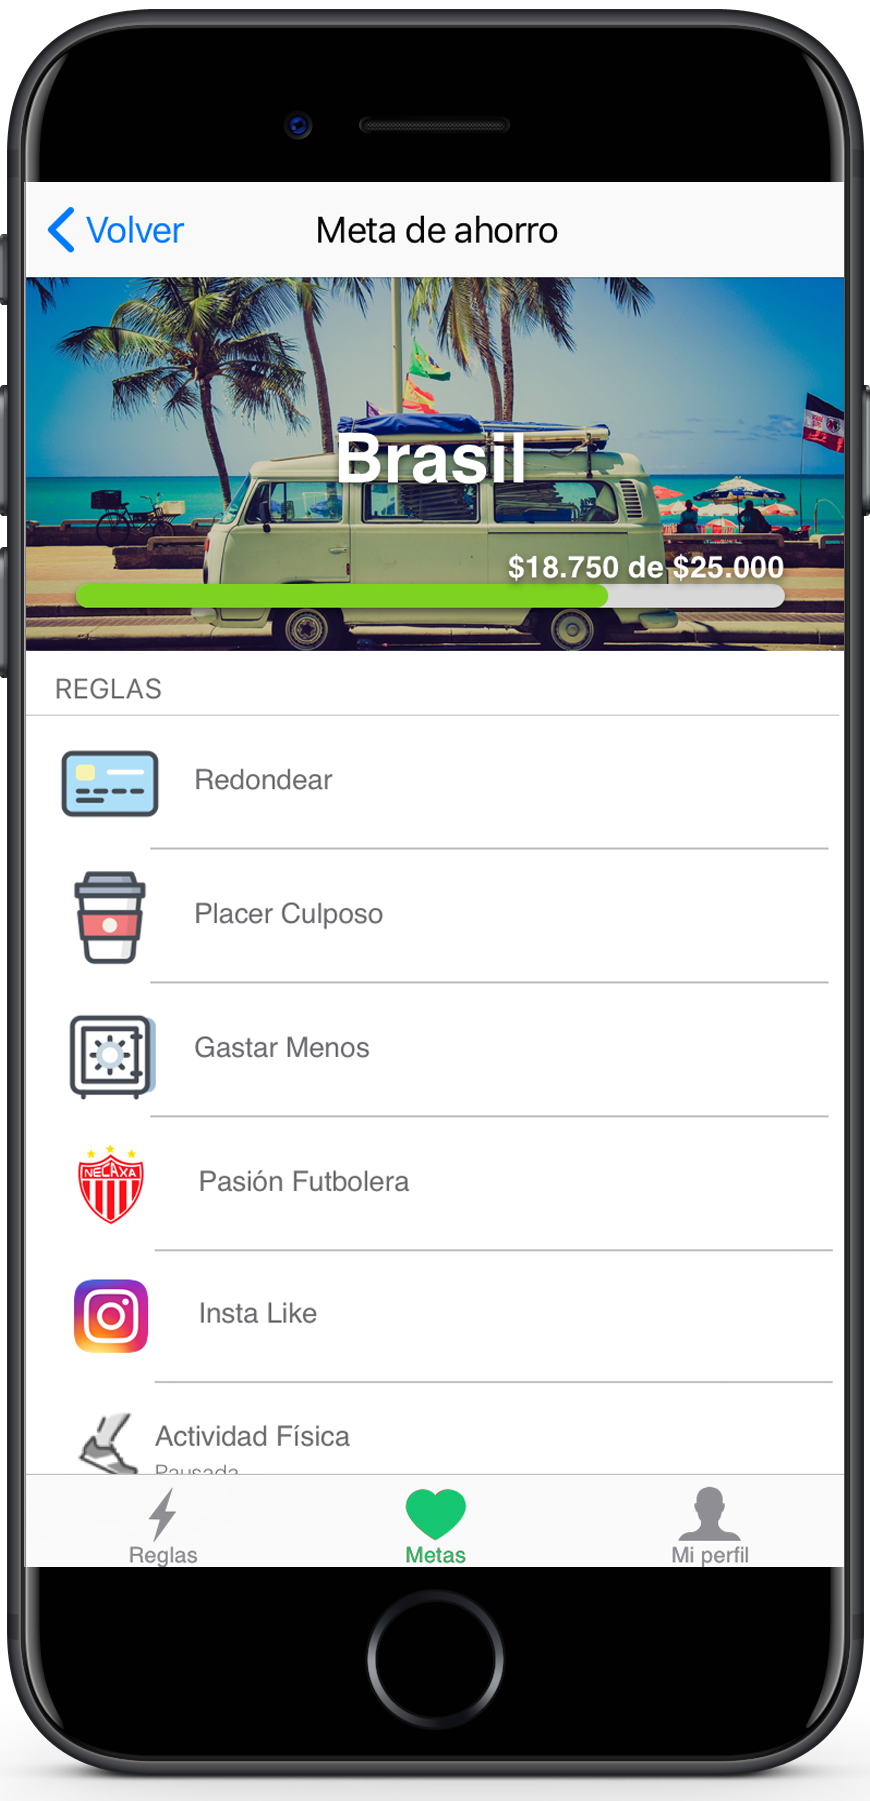 Volver
Meta de ahorro
Brasil
$18.750 de $25.000
REGLAS
Redondear
Placer Culposo
Gastar Menos
NECAXA
Pasión Futbolera
Insta Like
Actividad Física
Pausada
Reglas
Metas
Mi perfil